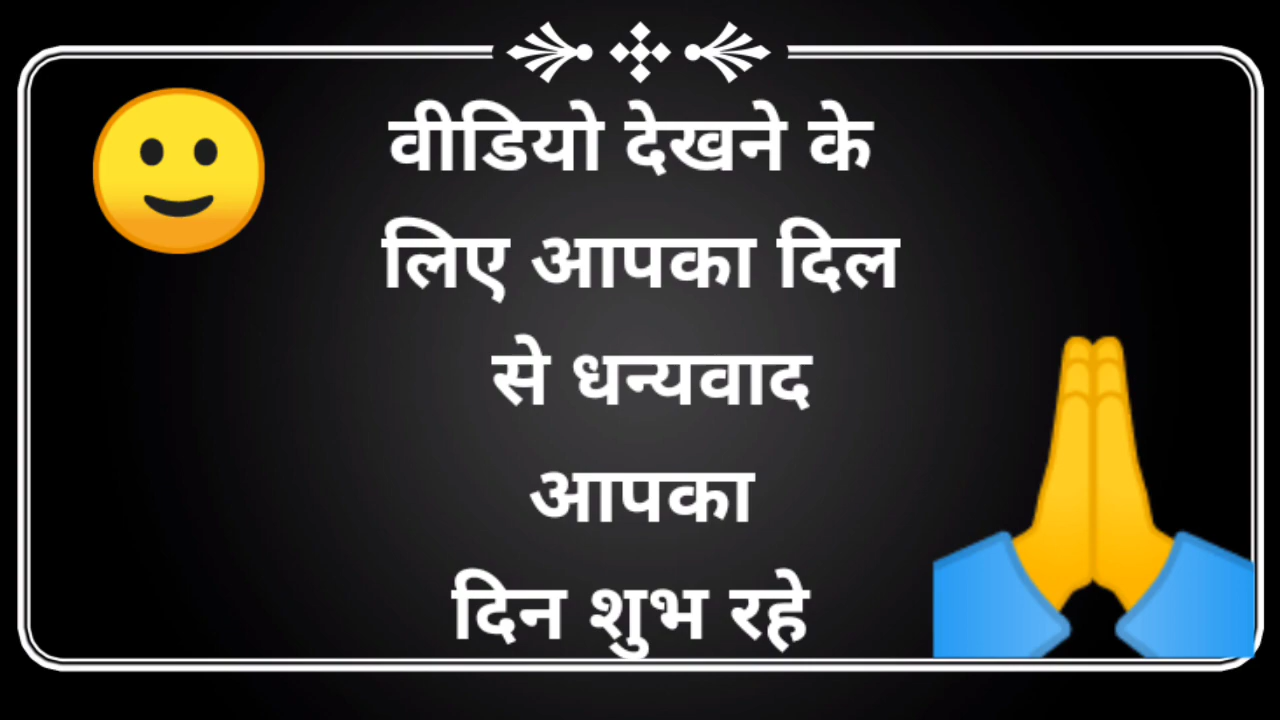 वीडियो देखने के
लिए आपका दिल
से धन्यवाद
आपका
दिन शुभ रहे